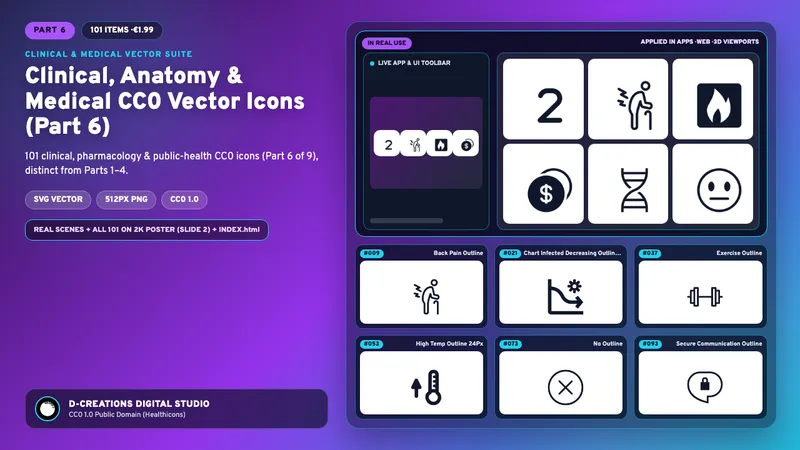 PART 6
101 ITEMS · €1.99
CLINICAL & MEDICAL VECTOR SUITE
Clinical, Anatomy &
Medical CC0 Vector Icons
(Part 6)
101 clinical, pharmacology & public-health CC0 icons (Part 6 of 9),
distinct from Parts 1–4.
SVG VECTOR
512PX PNG
CC0 1.0
REAL SCENES + ALL 101 ON 2K POSTER (SLIDE 2) + INDEX.html
D-CREATIONS DIGITAL STUDIO
CC0 1.0 Public Domain (Healthicons)
IN REAL USE
APPLIED IN APPS · WEB · 3D VIEWPORTS
LIVE APP & UI TOOLBAR
2
$
2
$
#009
Back Pain Outline
#021
Chart Infected Decreasing Outlin...
#037
Exercise Outline
#053
High Temp Outline 24Px
#073
No Outline
#093
Secure Communication Outline